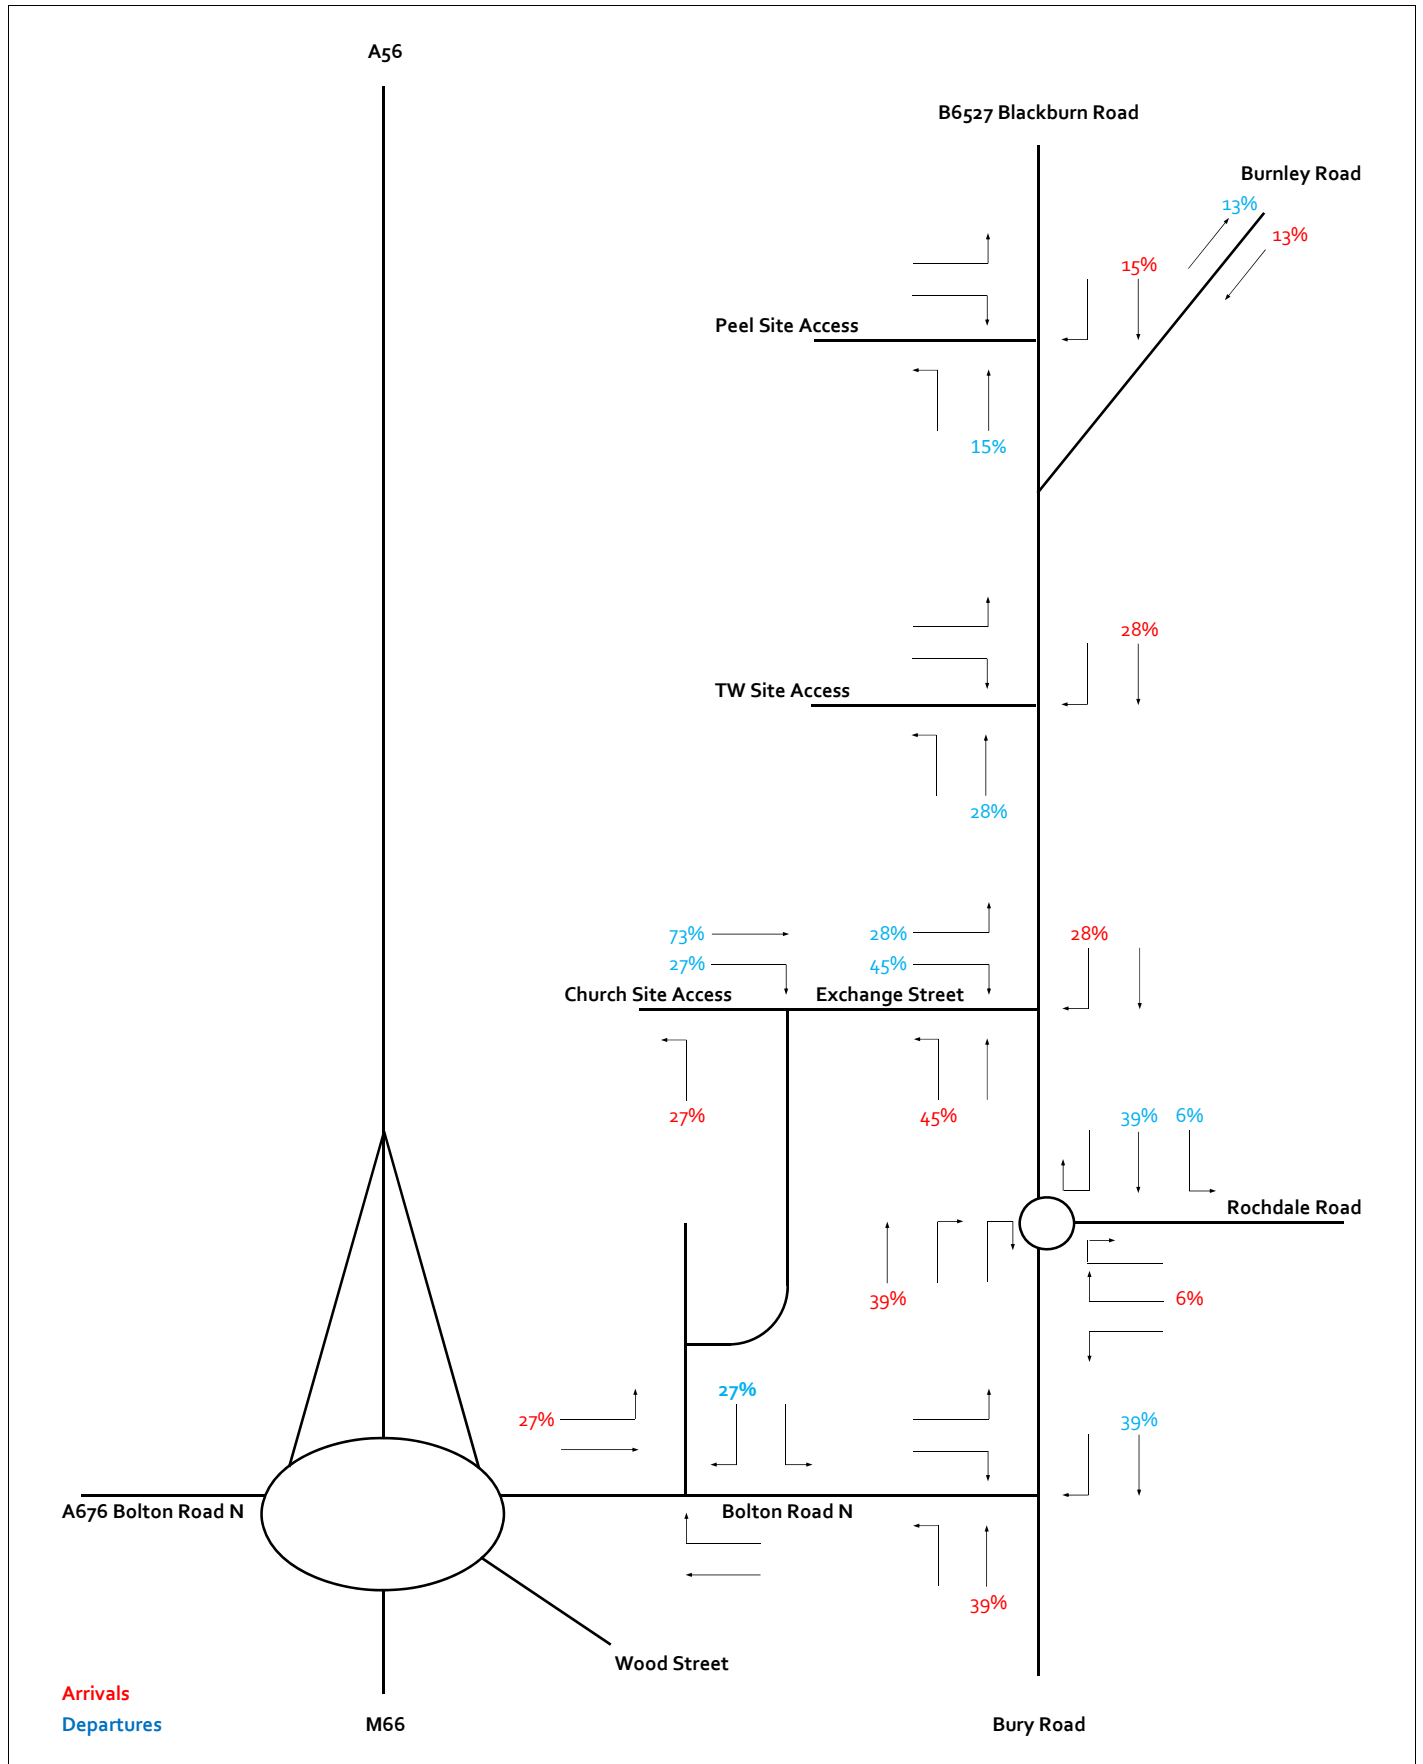 A56
B6527 Blackburn Road
Burnley Road
13%
13%
15%
Peel Site Access
15%
28%
TW Site Access
28%
73%
28%
28%
27%
45%
Church Site Access
Exchange Street
27%
45%
39%
6%
Rochdale Road
39%
6%
27%
27%
39%
A676 Bolton Road N
Bolton Road N
39%
Wood Street
Arrivals
Departures
M66
Bury Road